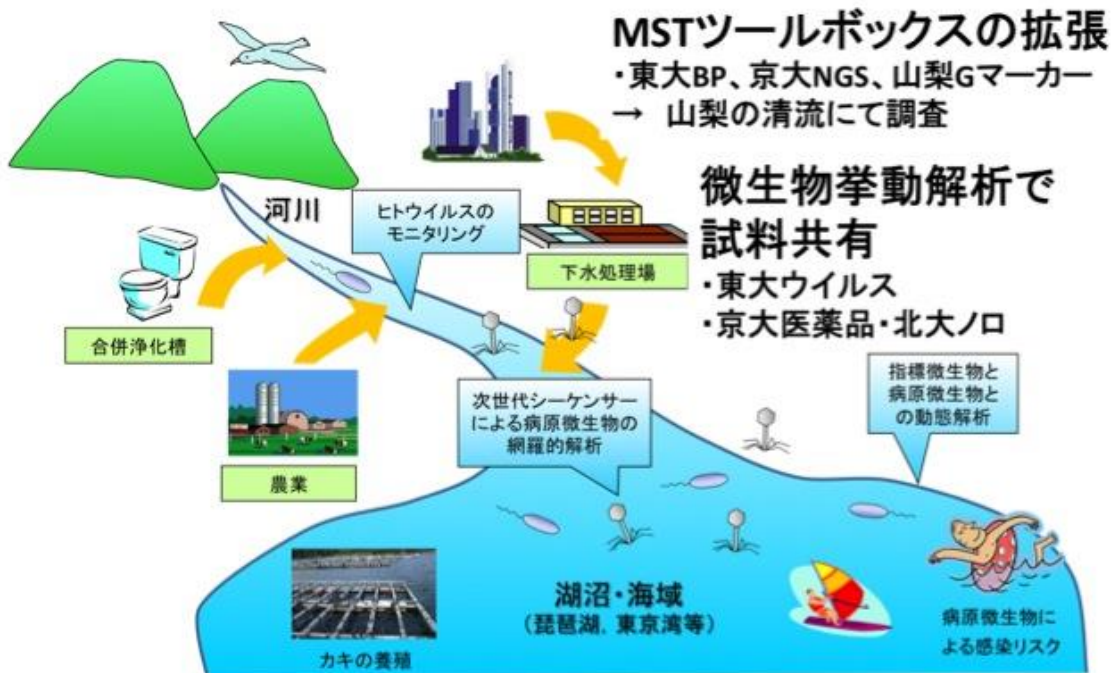 MSTツールボックスの拡張
・東大BP、京大NGS、山梨Gマーカー
→ 山梨の清流にて調査
微生物挙動解析で
試料共有
・東大ウイルス
・京大医薬品・北大ノロ
河川
ヒトウイルスの
モニタリング
下水処理場
合併浄化槽
農業
次世代シーケンサー
による病原微生物の
網羅的解析
指標微生物と
病原微生物と
の動態解析
湖沼・海域
（琵琶湖，東京湾等）
カキの養殖
病原微生物に
よる感染リスク